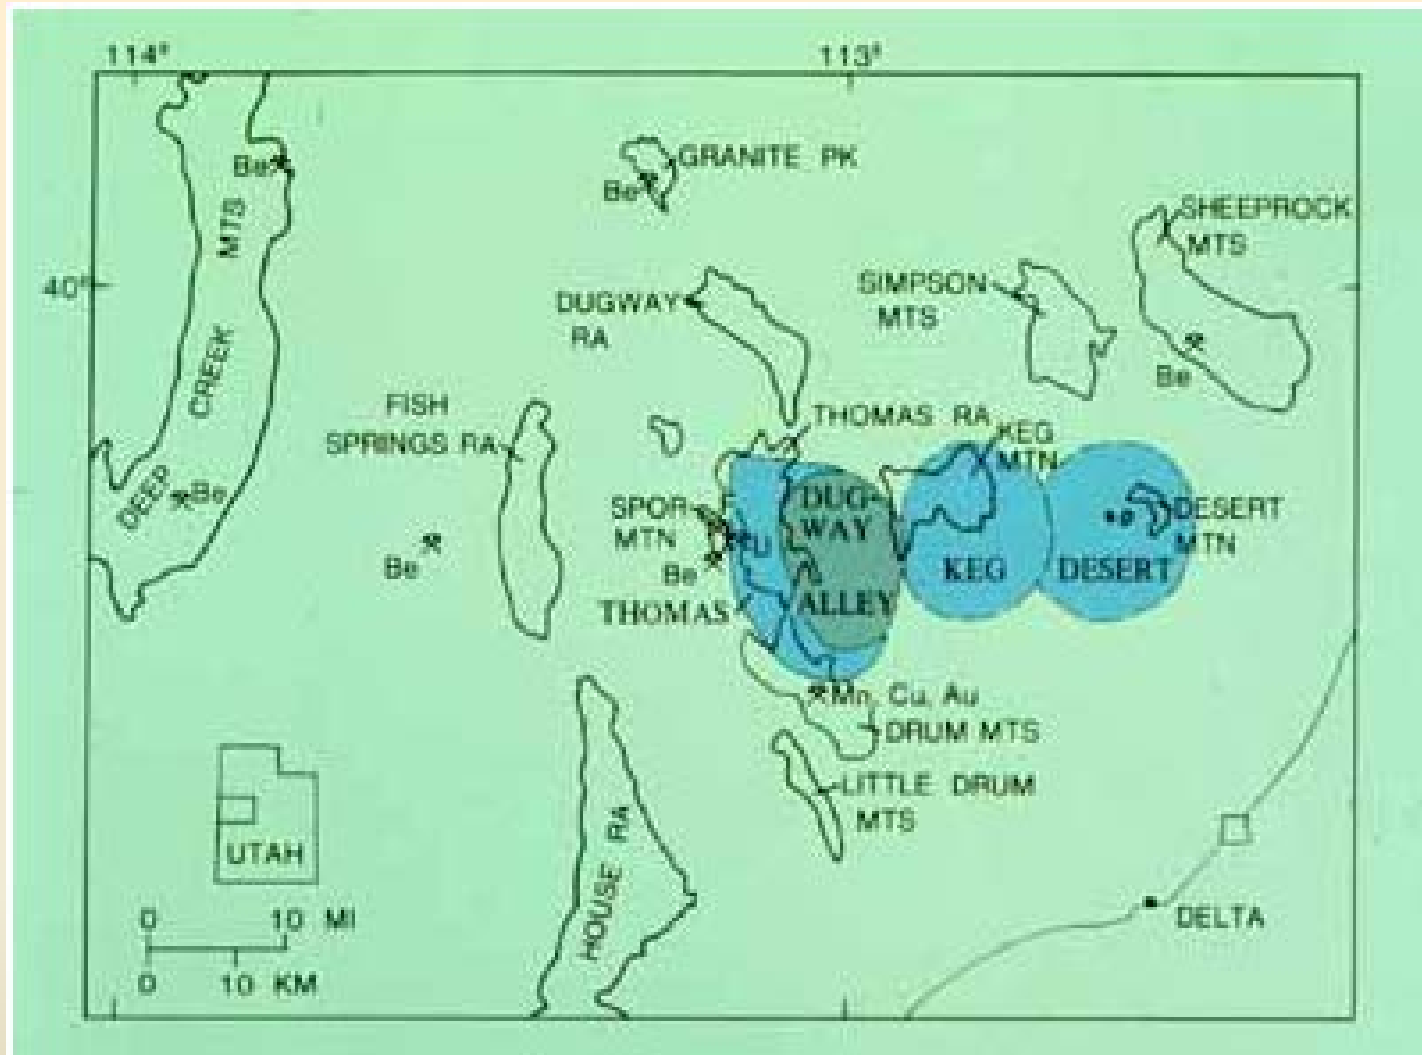 114°
113°
40°
Be
MTS
CREEK
DEEP
Be
GRANITE PK
Be
SHEEPROCK
MTS
Be
SIMPSON
MTS
DUGWAY
RA
FISH
SPRINGS RA
Be
THOMAS RA
KEG
MTN
SPOR
MTN
F
U
Be
DUG-
WAY
ALLEY
THOMAS
KEG
DESERT
DESERT
MTN
Mn, Cu, Au
DRUM MTS
LITTLE DRUM
MTS
HOUSE RA
UTAH
0 10 MI
0 10 KM
DELTA